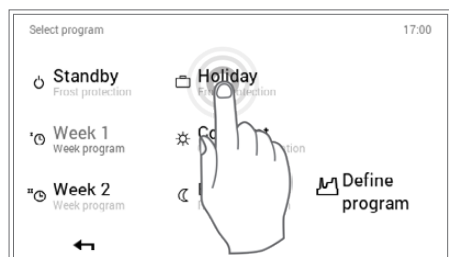 Select program
17:00
Standby
Frost protection
Holiday
Week 1
Week program
Week 2
Week program
Define
program